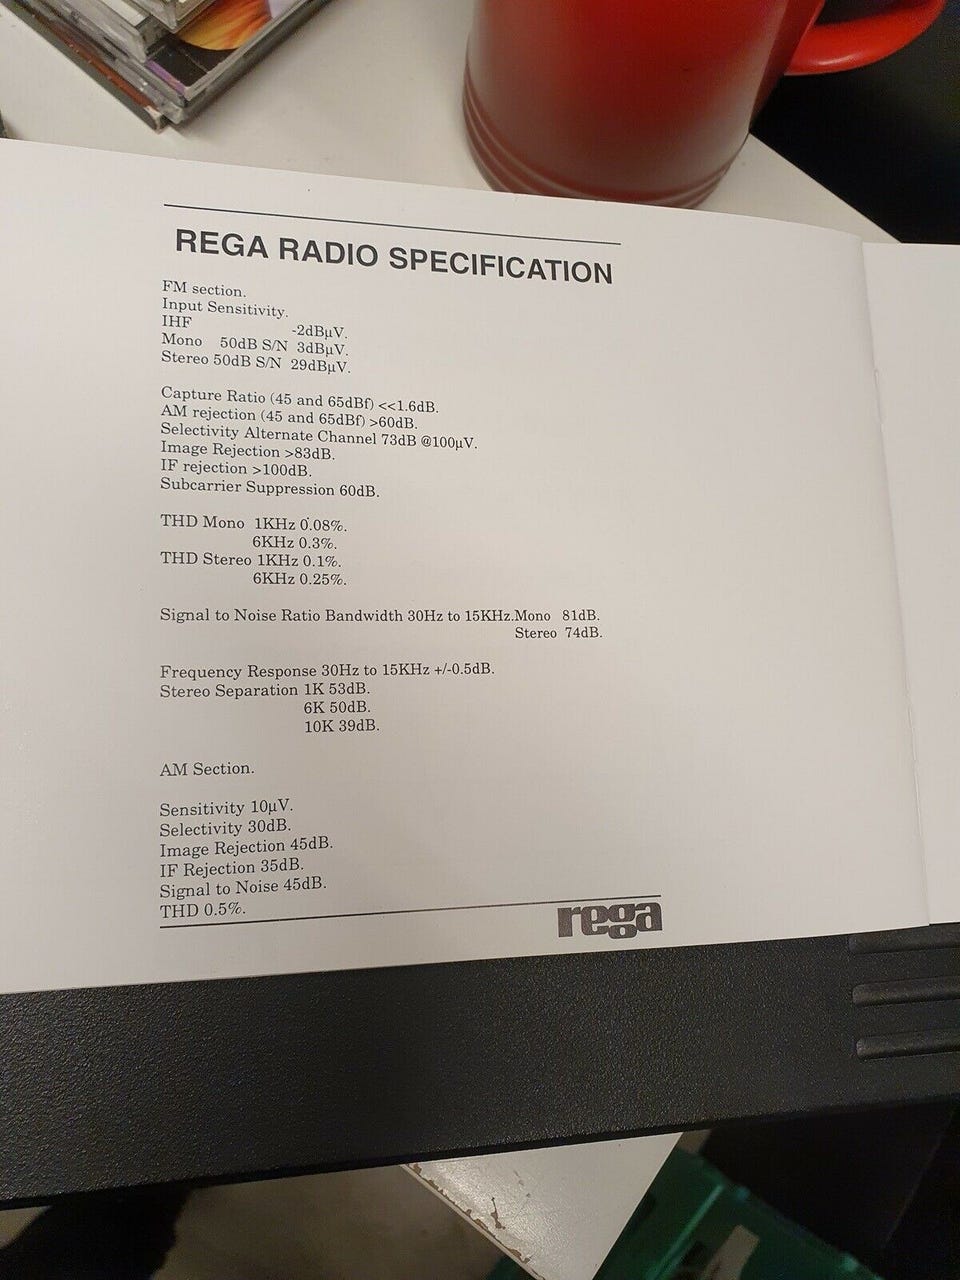 REGA RADIO SPECIFICATION
FM section.
Input Sensitivity.
IHF -2dBµV.
Mono 50dB S/N 3dBµV.
Stereo 50dB S/N 29dBµV.
Capture Ratio (45 and 65dBf) <<1.6dB.
AM rejection (45 and 65dBf) >60dB.
Selectivity Alternate Channel 73dB @100µV.
Image Rejection >83dB.
IF rejection >100dB.
Subcarrier Suppression 60dB.
THD Mono 1KHz 0.08%.
6KHz 0.3%.
THD Stereo 1KHz 0.1%.
6KHz 0.25%.
Signal to Noise Ratio Bandwidth 30Hz to 15KHz.Mono 81dB.
Stereo 74dB.
Frequency Response 30Hz to 15KHz +/-0.5dB.
Stereo Separation 1K 53dB.
6K 50dB.
10K 39dB.
AM Section.
Sensitivity 10µV.
Selectivity 30dB.
Image Rejection 45dB.
IF Rejection 35dB.
Signal to Noise 45dB.
THD 0.5%.
rega